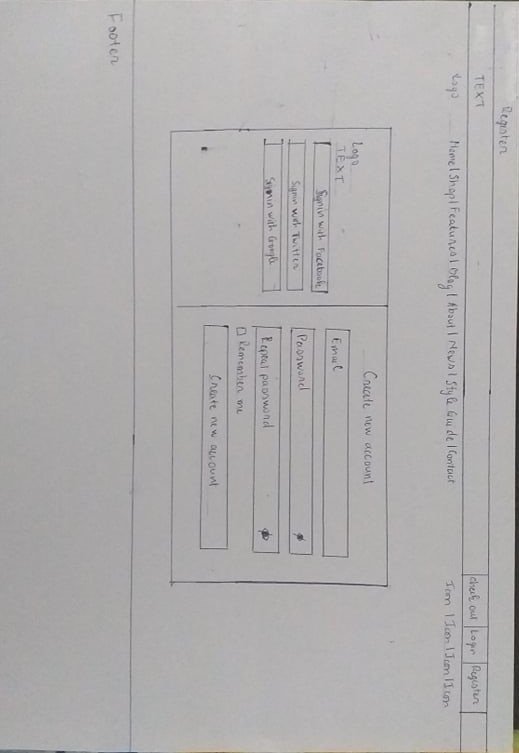 Register
TEXT
Check out | Login | Register
Logo Home | Shop | Features | Blog | About | News | Style Guide | Contact Icon | Icon | Icon | Icon
Logo
TEXT
Signin with Facebook
Signin with Twitter
Signin with Google
Create new account
Email
Password
Repeat password
Remember me
Create new account
Footer